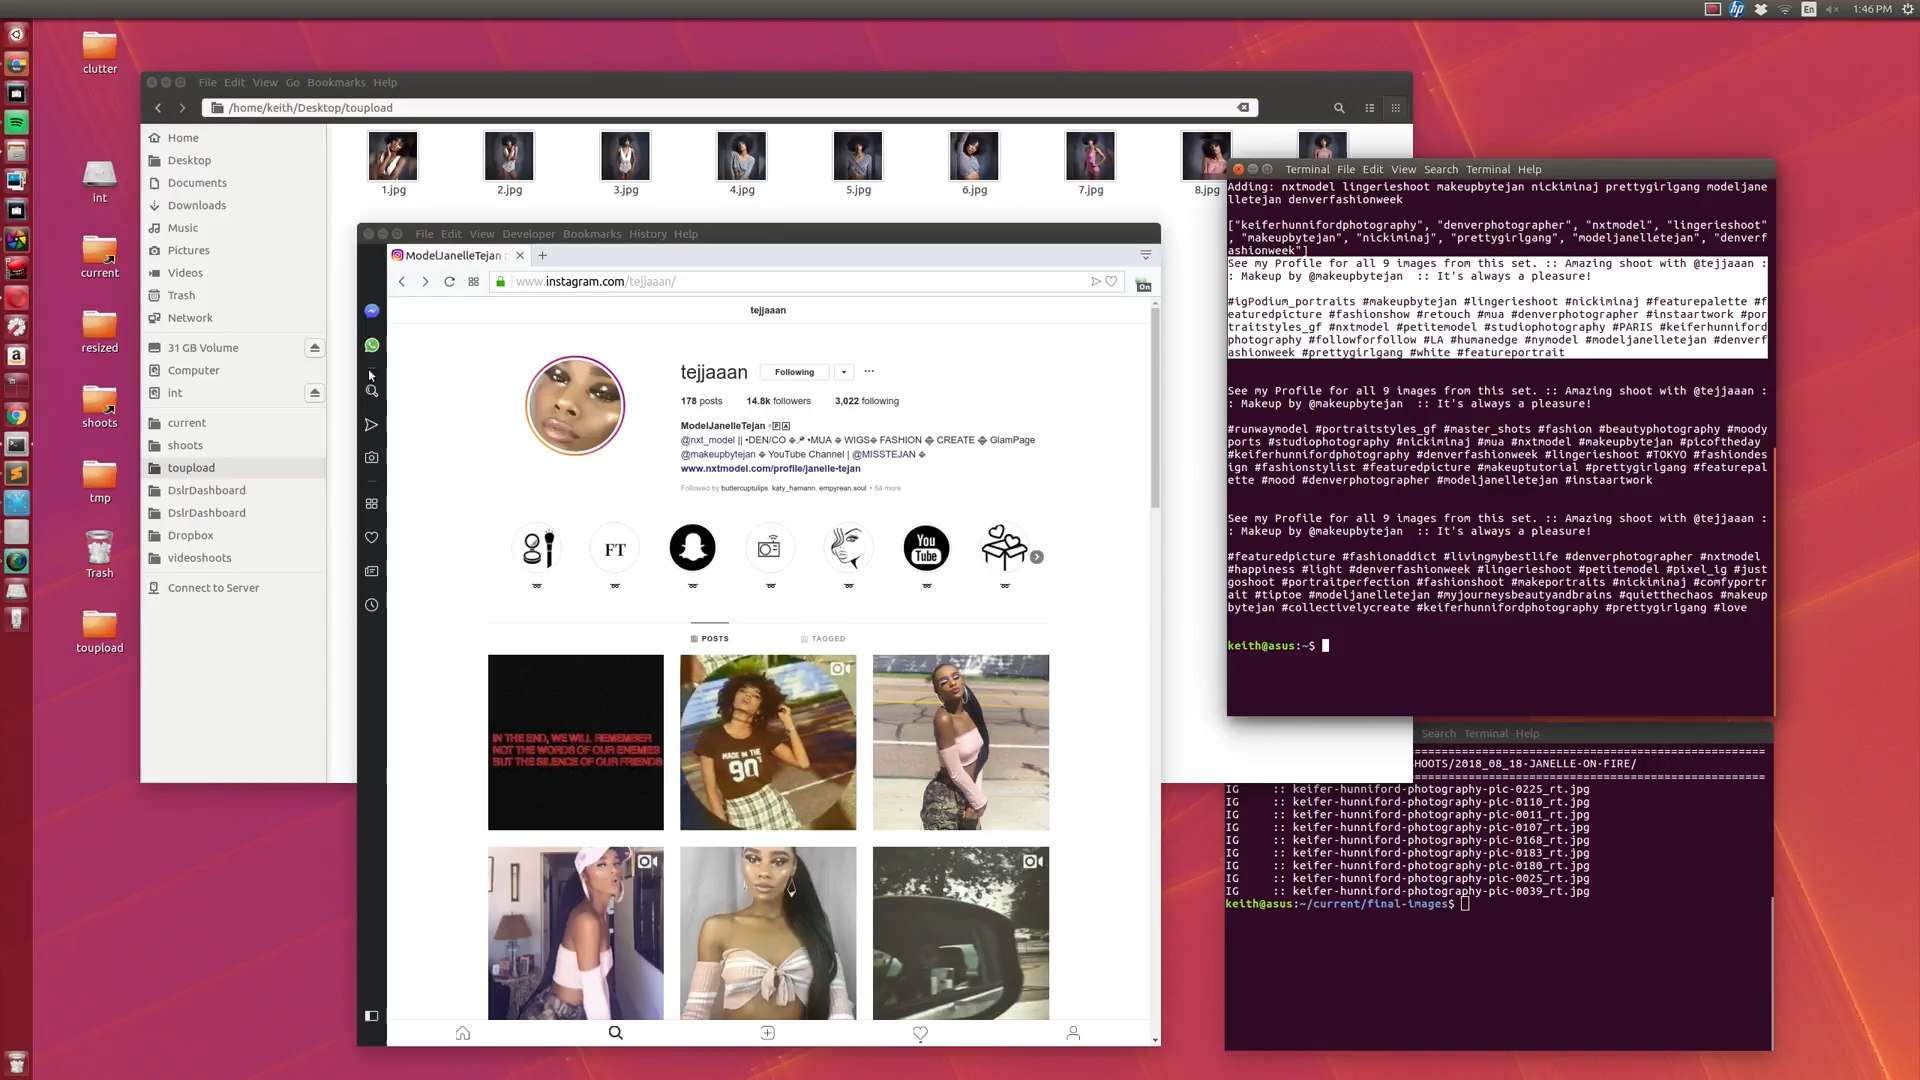 En
1:46 PM
clutter
int
current
resized
shoots
tmp
Trash
toupload
File Edit View Go Bookmarks Help
/home/keith/Desktop/toupload
Home
Desktop
Documents
Downloads
Music
Pictures
Videos
Trash
Network
31 GB Volume
Computer
int
current
shoots
toupload
DslrDashboard
DslrDashboard
Dropbox
videoshoots
Connect to Server
1.jpg 2.jpg 3.jpg 4.jpg 5.jpg 6.jpg 7.jpg 8.jpg
File Edit View Developer Bookmarks History Help
ModelJanelleTejan
www.instagram.com/tejjaaan/
On
tejjaaan
tejjaaan Following
178 posts 14.8k followers 3,022 following
ModelJanelleTejan
@nxt_model || •DEN/CO •MUA WIGS FASHION CREATE GlamPage
@makeupbytejan YouTube Channel | @MISSTEJAN
www.nxtmodel.com/profile/janelle-tejan
Followed by buttercuptulips, katy_hamann, empyrean.soul + 64 more
FT
You
Tube
POSTS TAGGED
IN THE END, WE WILL REMEMBER
NOT THE WORDS OF OUR ENEMIES
BUT THE SILENCE OF OUR FRIENDS
MADE IN THE
90
Terminal File Edit View Search Terminal Help
Adding: nxtmodel lingerieshoot makeupbytejan nickiminaj prettygirlgang modeljane
lletejan denverfashionweek
["keiferhunnifordphotography", "denverphotographer", "nxtmodel", "lingerieshoot"
, "makeupbytejan", "nickiminaj", "prettygirlgang", "modeljanelletejan", "denverf
ashionweek"]
See my Profile for all 9 images from this set. :: Amazing shoot with @tejjaaan :
: Makeup by @makeupbytejan  :: It's always a pleasure!
#igPodium_portraits #makeupbytejan #lingerieshoot #nickiminaj #featurepalette #f
eaturedpicture #fashionshow #retouch #mua #denverphotographer #instaartwork #por
traitstyles_gf #nxtmodel #petitemodel #studiophotography #PARIS #keiferhunniford
photography #followforfollow #LA #humanedge #nymodel #modeljanelletejan #denverf
ashionweek #prettygirlgang #white #featureportrait
See my Profile for all 9 images from this set. :: Amazing shoot with @tejjaaan :
: Makeup by @makeupbytejan  :: It's always a pleasure!
#runwaymodel #portraitstyles_gf #master_shots #fashion #beautyphotography #moody
ports #studiophotography #nickiminaj #mua #nxtmodel #makeupbytejan #picoftheday
#keiferhunnifordphotography #denverfashionweek #lingerieshoot #TOKYO #fashiondes
ign #fashionstylist #featuredpicture #makeuptutorial #prettygirlgang #featurepal
ette #mood #denverphotographer #modeljanelletejan #instaartwork
See my Profile for all 9 images from this set. :: Amazing shoot with @tejjaaan :
: Makeup by @makeupbytejan  :: It's always a pleasure!
#featuredpicture #fashionaddict #livingmybestlife #denverphotographer #nxtmodel
#happiness #light #denverfashionweek #lingerieshoot #petitemodel #pixel_ig #just
goshoot #portraitperfection #fashionshoot #makeportraits #nickiminaj #comfyportr
ait #tiptoe #modeljanelletejan #myjourneysbeautyandbrains #quietthechaos #makeup
bytejan #collectivelycreate #keiferhunnifordphotography #prettygirlgang #love
keith@asus:~$
Search Terminal Help
================================================
HOOTS/2018_08_18-JANELLE-ON-FIRE/
================================================
IG :: keifer-hunniford-photography-pic-0225_rt.jpg
IG :: keifer-hunniford-photography-pic-0110_rt.jpg
IG :: keifer-hunniford-photography-pic-0011_rt.jpg
IG :: keifer-hunniford-photography-pic-0107_rt.jpg
IG :: keifer-hunniford-photography-pic-0168_rt.jpg
IG :: keifer-hunniford-photography-pic-0183_rt.jpg
IG :: keifer-hunniford-photography-pic-0180_rt.jpg
IG :: keifer-hunniford-photography-pic-0025_rt.jpg
IG :: keifer-hunniford-photography-pic-0039_rt.jpg
keith@asus:~/current/final-images$